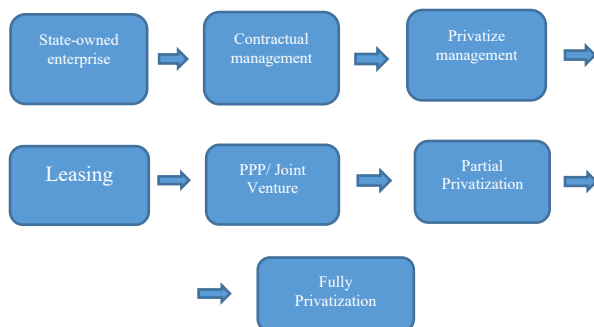 State-owned
enterprise
Contractual
management
Privatize
management
Leasing
PPP/ Joint
Venture
Partial
Privatization
Fully
Privatization